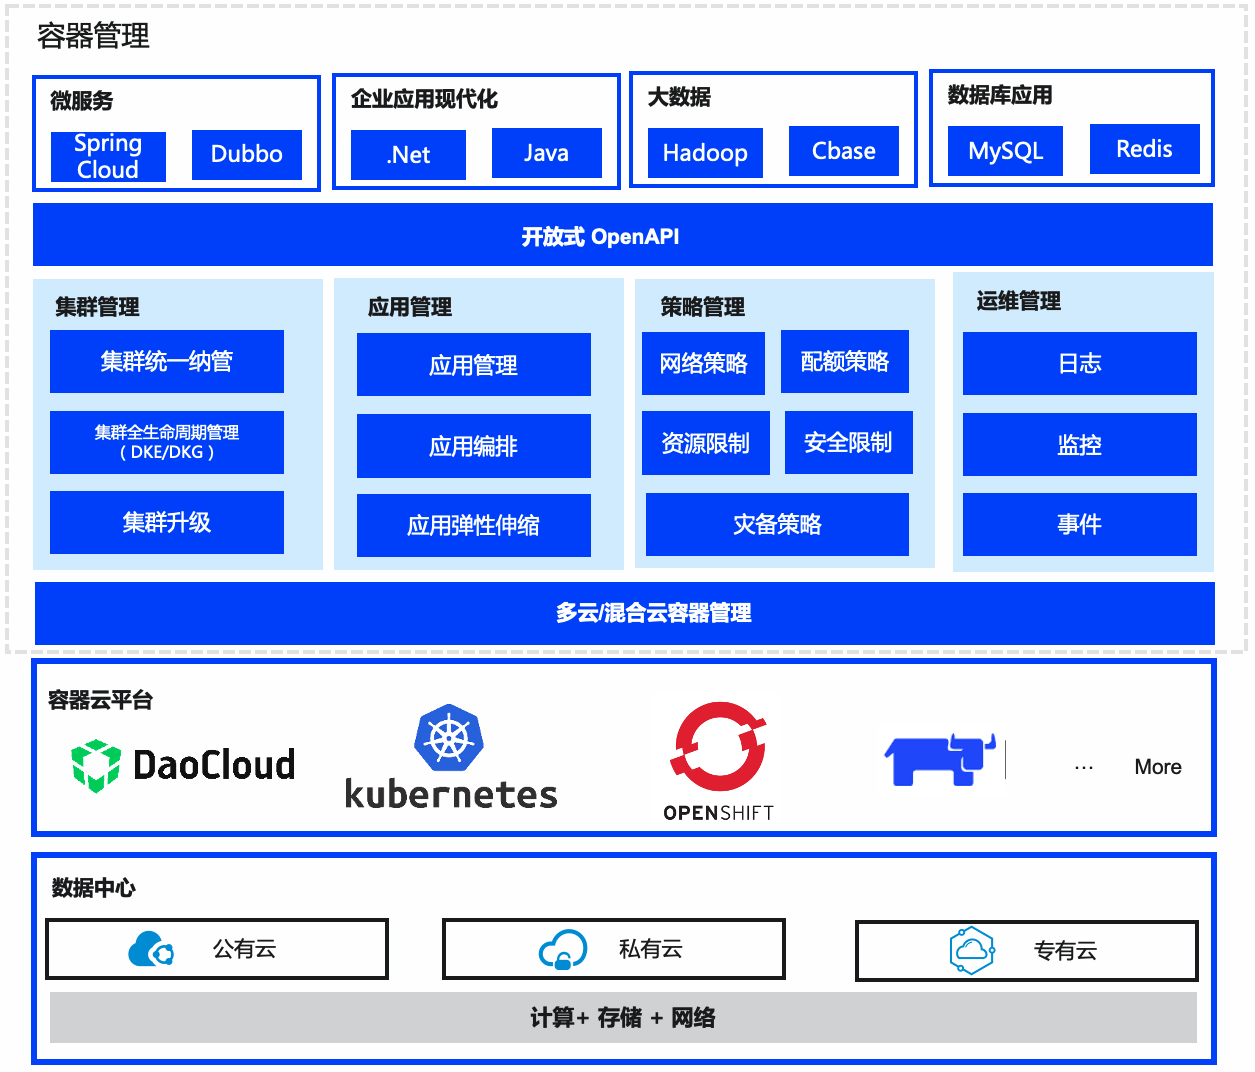 容器管理
微服务
Spring
Cloud
Dubbo
企业应用现代化
.Net
Java
大数据
Hadoop
Cbase
数据库应用
MySQL
Redis
开放式 OpenAPI
集群管理
集群统一纳管
集群全生命周期管理
（DKE/DKG）
集群升级
应用管理
应用管理
应用编排
应用弹性伸缩
策略管理
网络策略
配额策略
资源限制
安全限制
灾备策略
运维管理
日志
监控
事件
多云/混合云容器管理
容器云平台
DaoCloud
kubernetes
OPENSHIFT
...
More
数据中心
公有云
私有云
专有云
计算+ 存储 + 网络